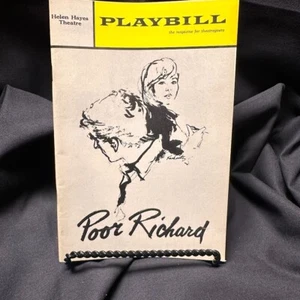 Helen Hayes
Theatre
PLAYBILL
the magazine for theatregoers
Poor Richard